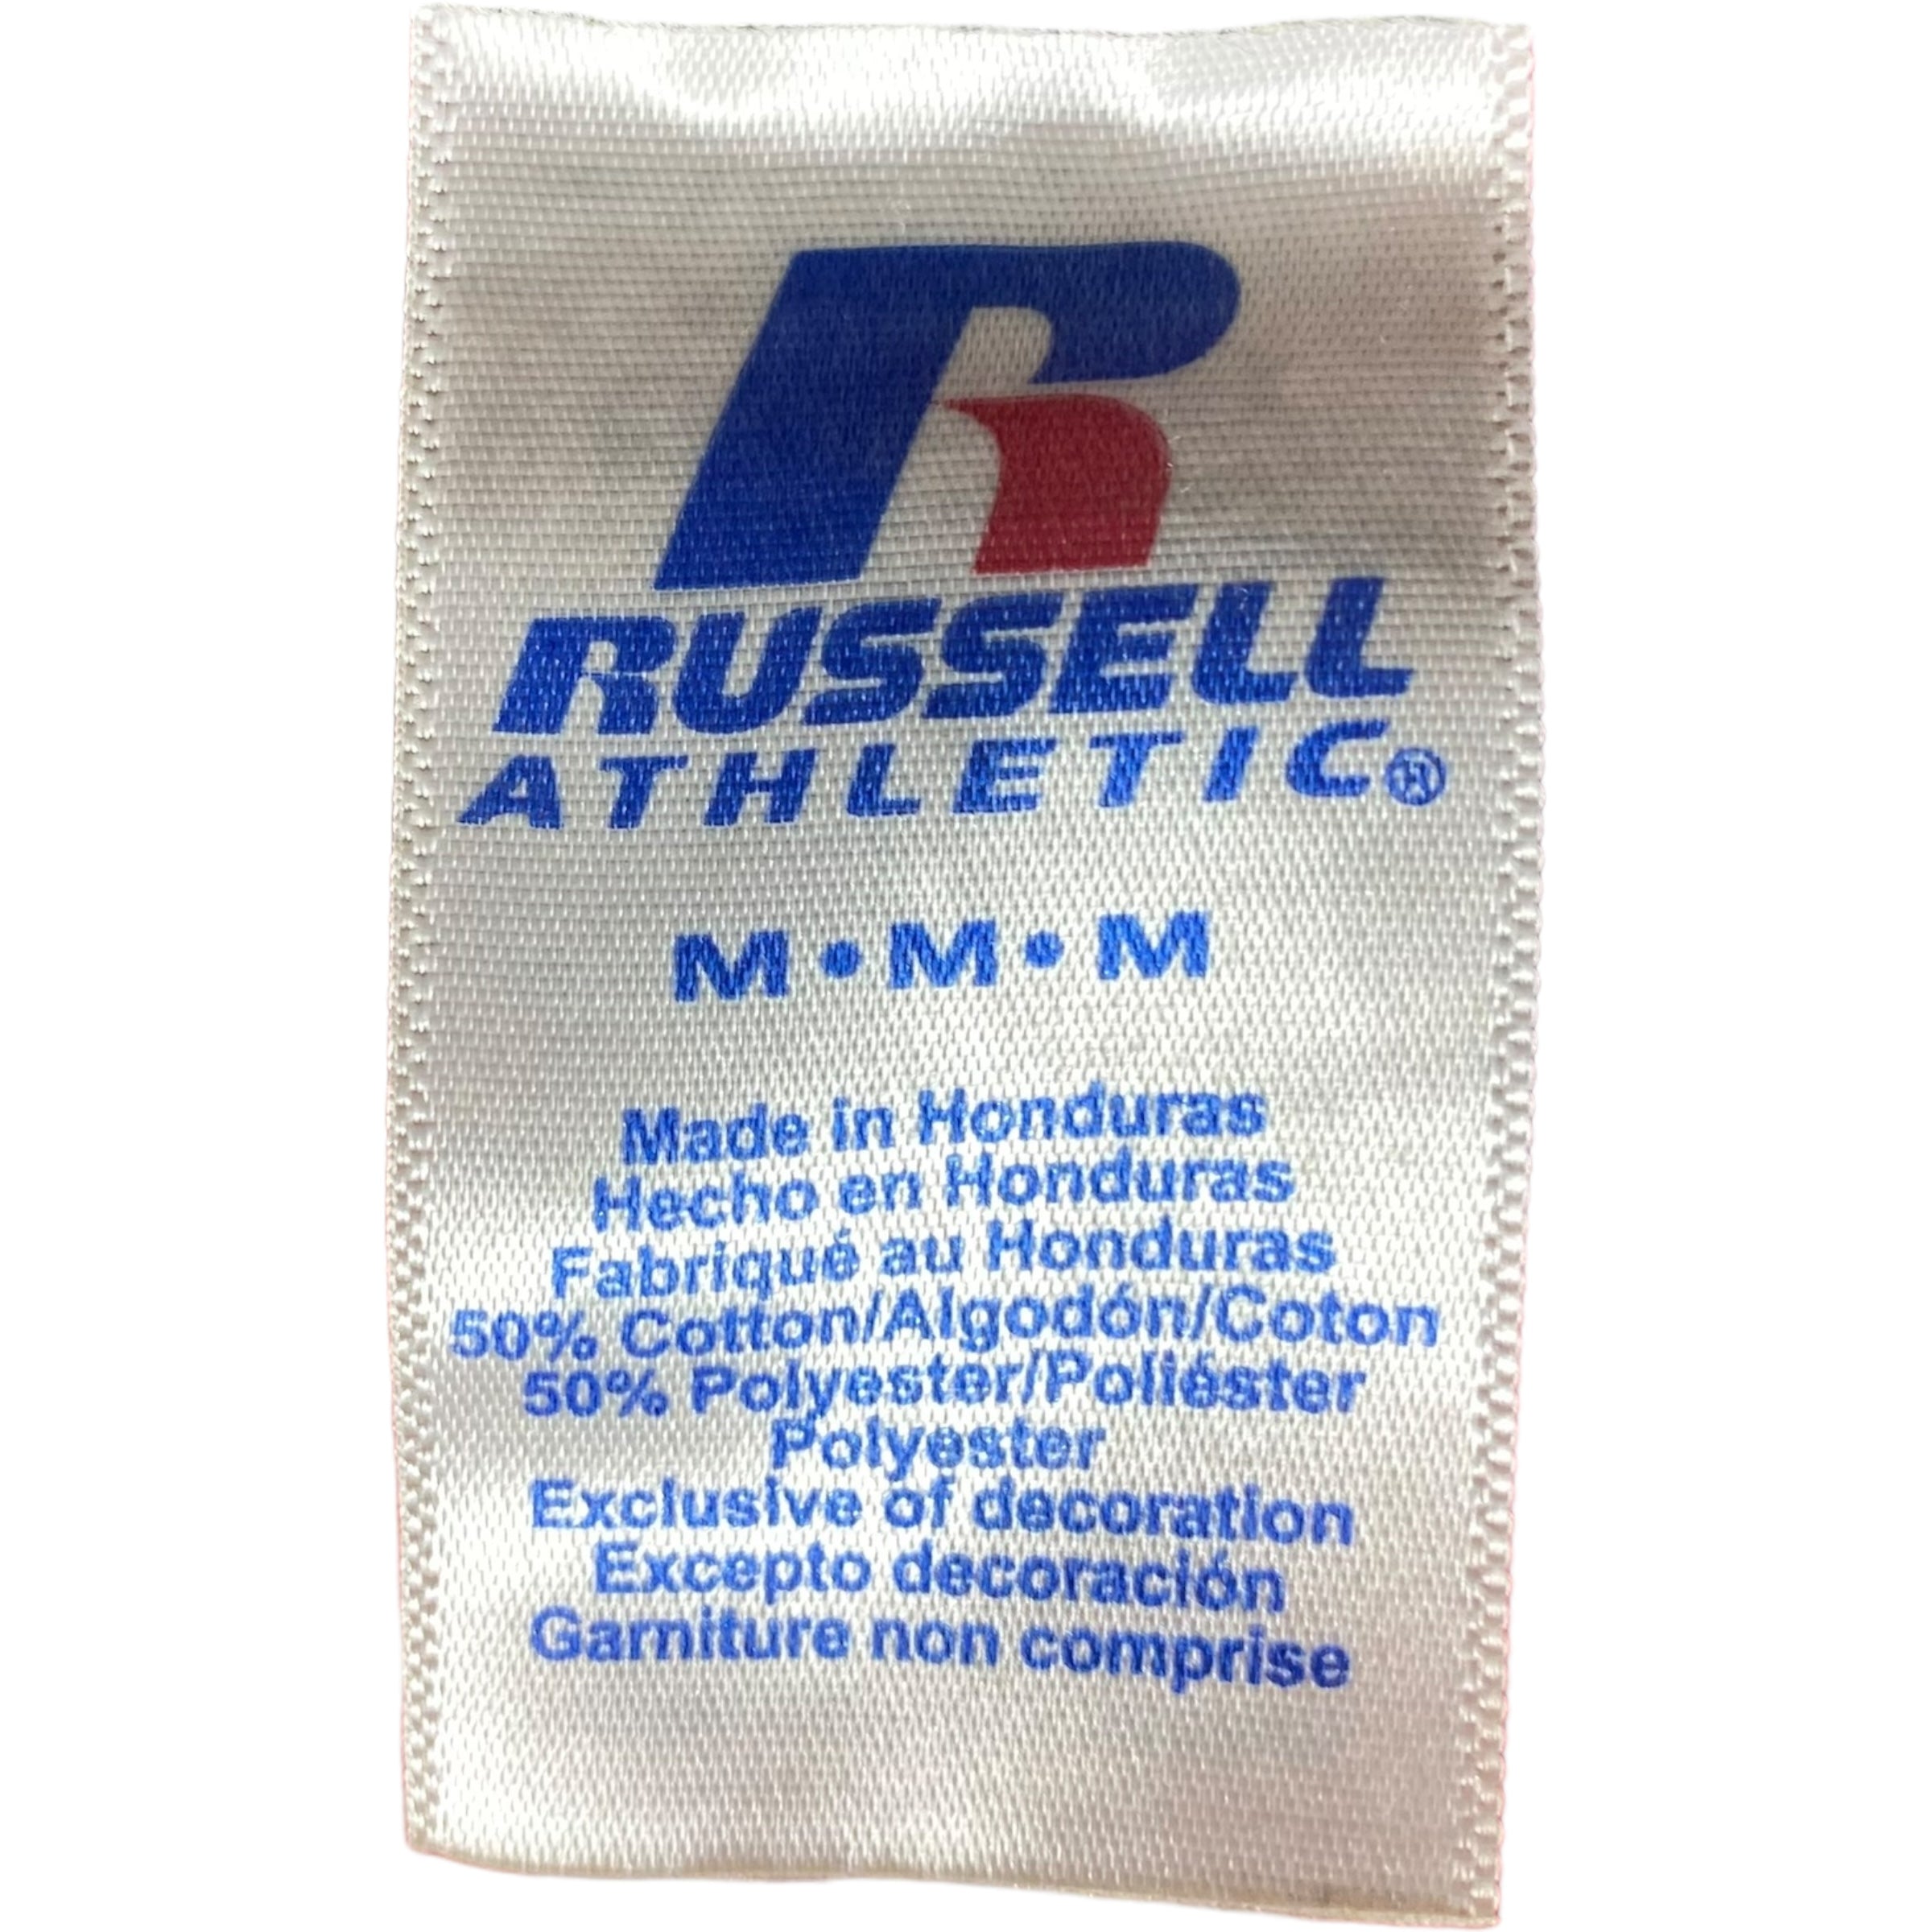 RUSSELL
ATHLETIC®
M•M•M
Made in Honduras
Hecho en Honduras
Fabriqué au Honduras
50% Cotton/Algodón/Coton
50% Polyester/Poliéster
Polyester
Exclusive of decoration
Excepto decoración
Garniture non comprise